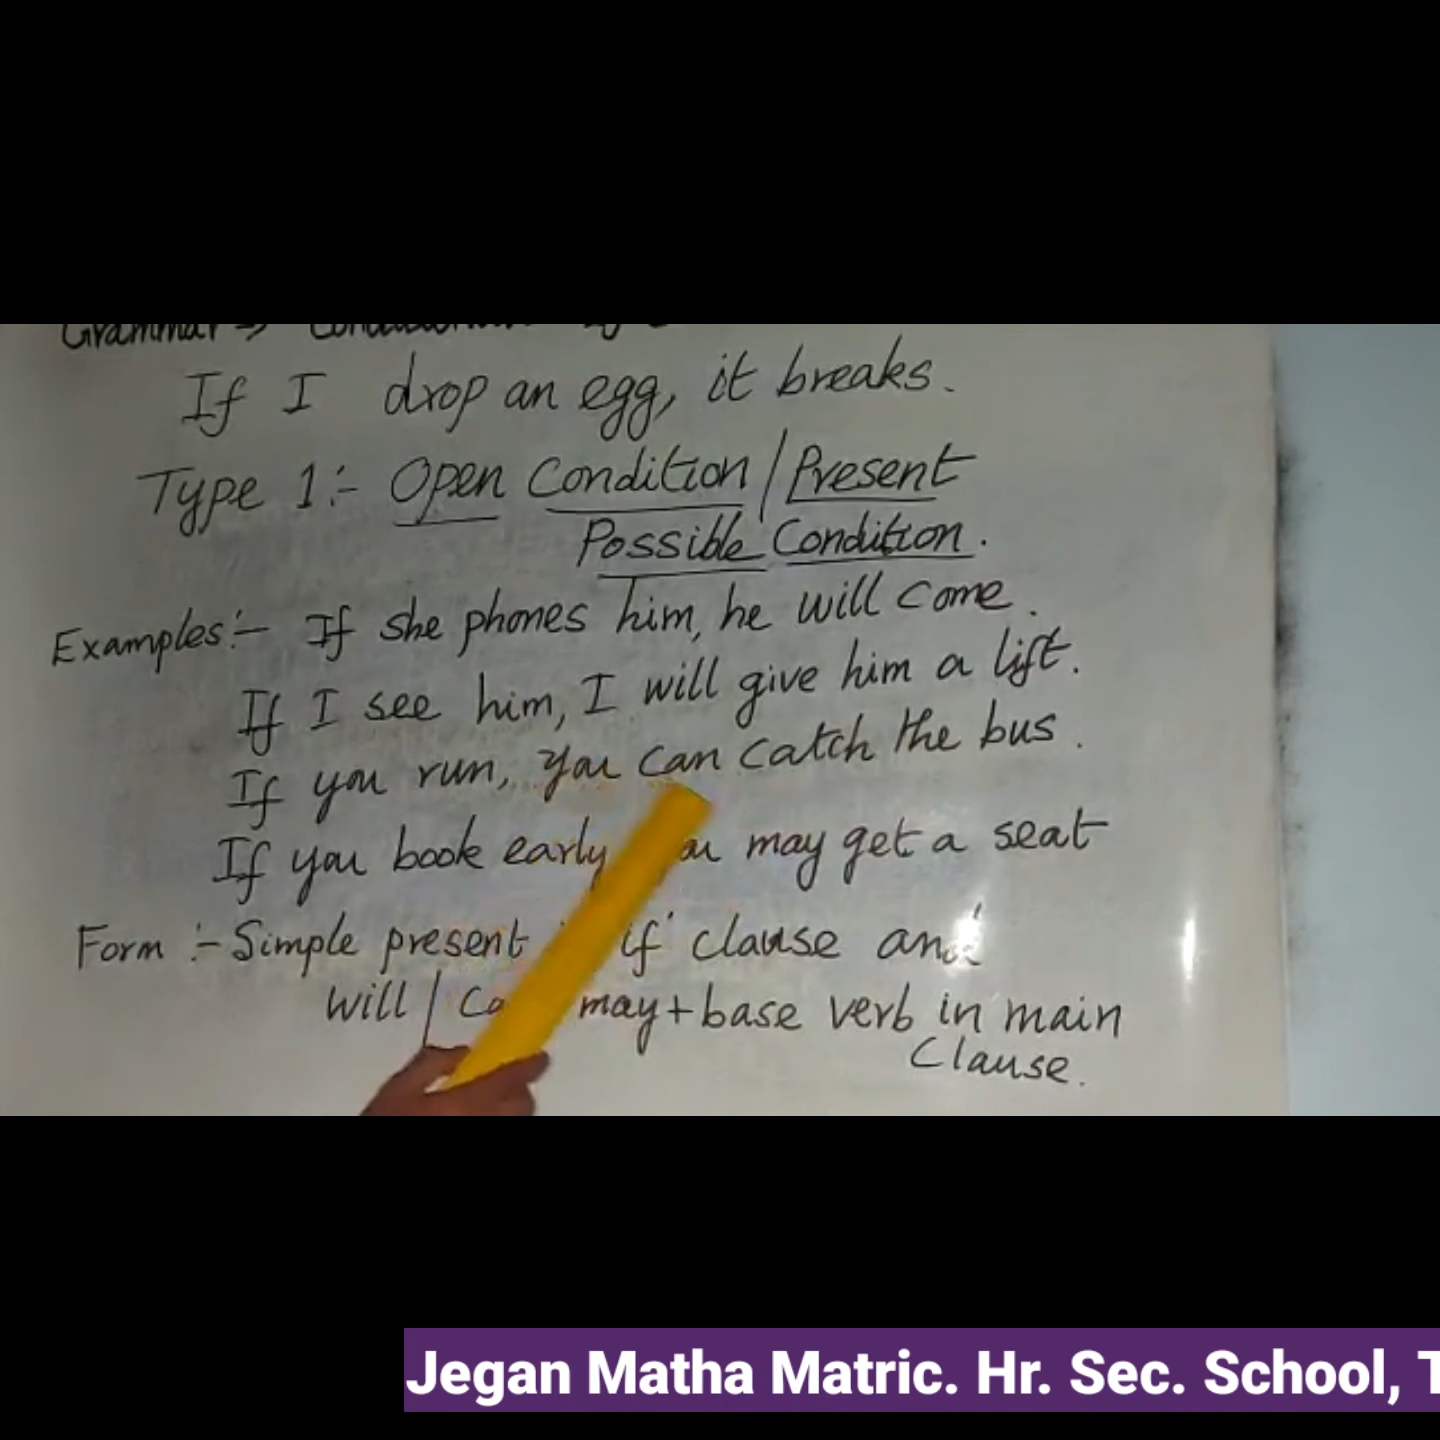 Grammar →
If I drop an egg, it breaks.
Type 1:- Open Condition / Present
Possible Condition.
Examples:- If she phones him, he will come.
If I see him, I will give him a lift.
If you run, you can catch the bus.
If you book early may get a seat
Form :- Simple present 'if' clause and
will / may + base verb in main
Clause.
Jegan Matha Matric. Hr. Sec. School,